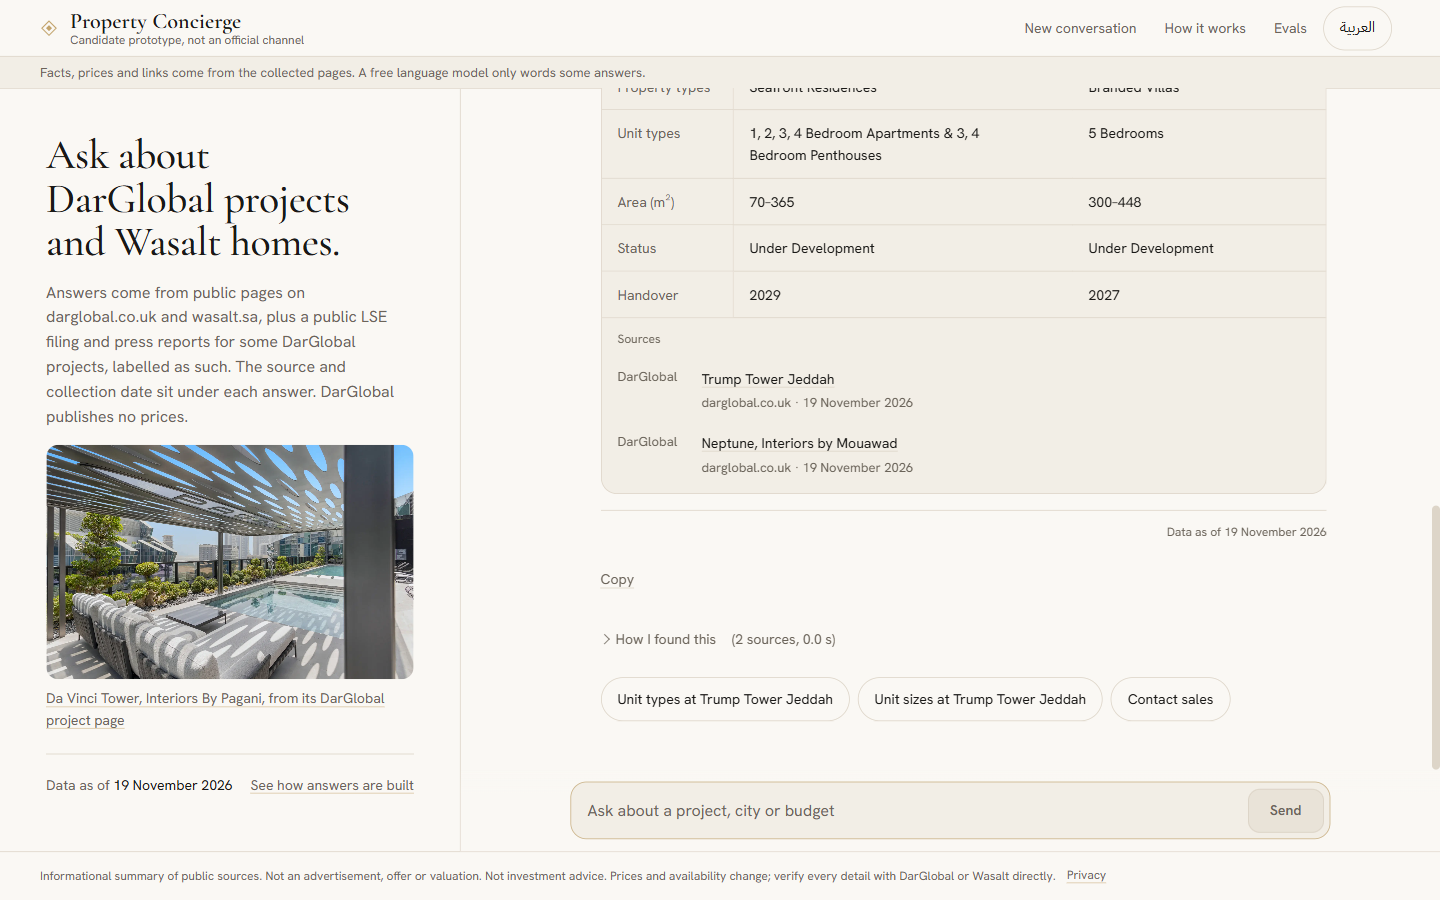 Property Concierge
Candidate prototype, not an official channel
New conversation
How it works
Evals
العربية
Facts, prices and links come from the collected pages. A free language model only words some answers.
Ask about
DarGlobal projects
and Wasalt homes.
Answers come from public pages on
darglobal.co.uk and wasalt.sa, plus a public LSE
filing and press reports for some DarGlobal
projects, labelled as such. The source and
collection date sit under each answer. DarGlobal
publishes no prices.
Da Vinci Tower, Interiors By Pagani, from its DarGlobal
project page
Data as of 19 November 2026
See how answers are built
Property types
Seafront Residences
Branded Villas
Unit types
1, 2, 3, 4 Bedroom Apartments & 3, 4
Bedroom Penthouses
5 Bedrooms
Area (m²)
70–365
300–448
Status
Under Development
Under Development
Handover
2029
2027
Sources
DarGlobal
Trump Tower Jeddah
darglobal.co.uk · 19 November 2026
DarGlobal
Neptune, Interiors by Mouawad
darglobal.co.uk · 19 November 2026
Data as of 19 November 2026
Copy
How I found this (2 sources, 0.0 s)
Unit types at Trump Tower Jeddah
Unit sizes at Trump Tower Jeddah
Contact sales
Ask about a project, city or budget
Send
Informational summary of public sources. Not an advertisement, offer or valuation. Not investment advice. Prices and availability change; verify every detail with DarGlobal or Wasalt directly.
Privacy